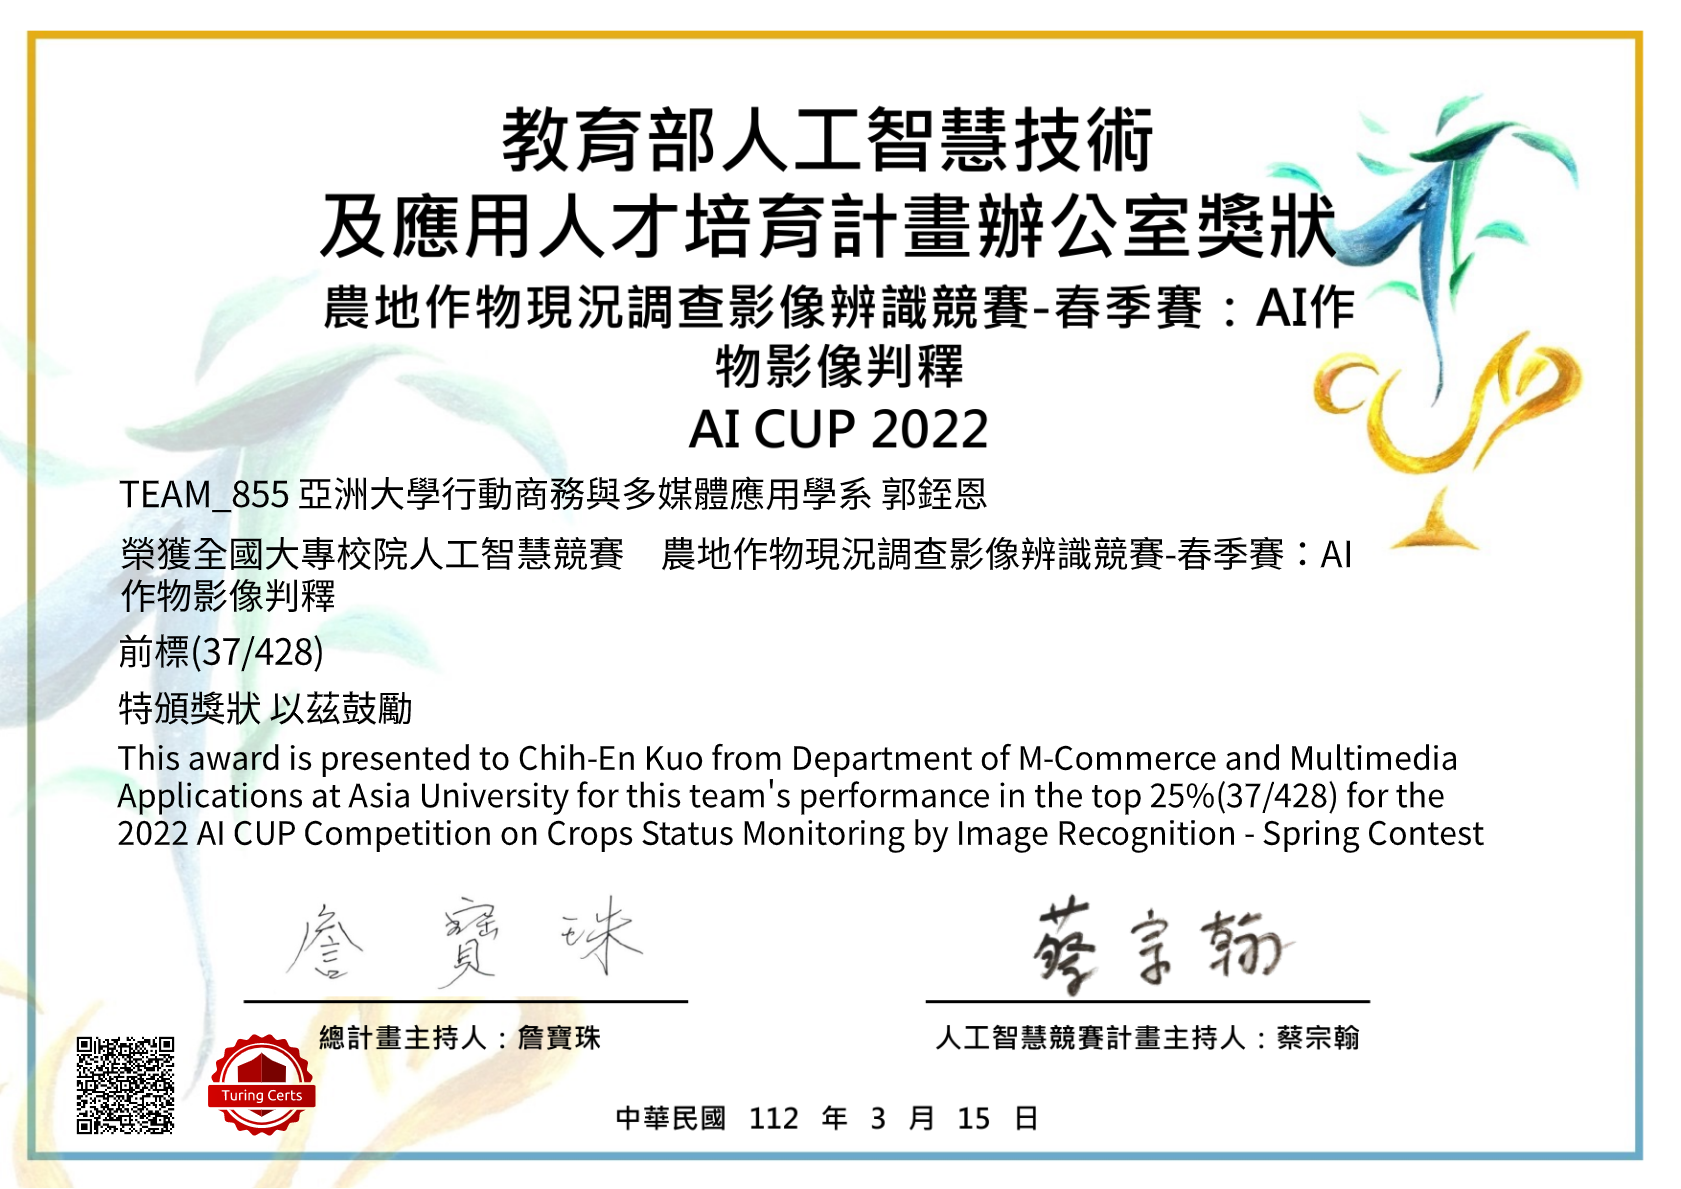 教育部人工智慧技術
及應用人才培育計畫辦公室獎狀
農地作物現況調查影像辨識競賽-春季賽：AI作
物影像判釋
AI CUP 2022
TEAM_855 亞洲大學行動商務與多媒體應用學系 郭銍恩
榮獲全國大專校院人工智慧競賽　農地作物現況調查影像辨識競賽-春季賽：AI
作物影像判釋
前標(37/428)
特頒獎狀 以茲鼓勵
This award is presented to Chih-En Kuo from Department of M-Commerce and Multimedia
Applications at Asia University for this team's performance in the top 25%(37/428) for the
2022 AI CUP Competition on Crops Status Monitoring by Image Recognition - Spring Contest
詹寶珠
蔡宗翰
總計畫主持人：詹寶珠
人工智慧競賽計畫主持人：蔡宗翰
Turing Certs
中華民國 112 年 3 月 15 日